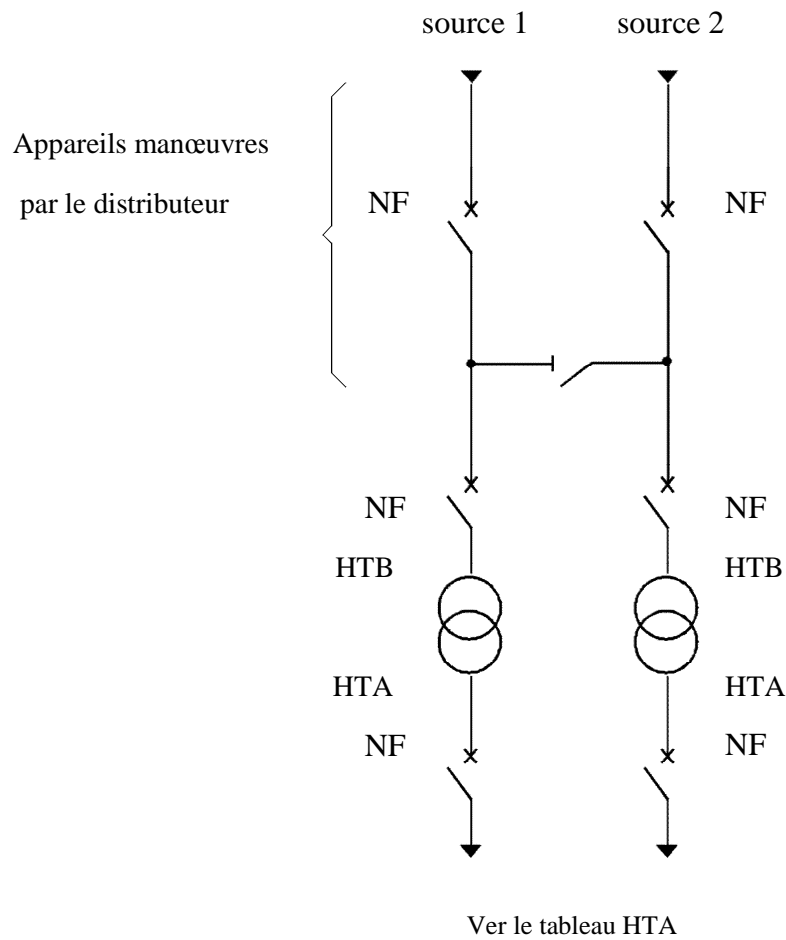 source 1 source 2
Appareils manœuvres
par le distributeur
NF NF
NF NF
HTB HTB
HTA HTA
NF NF
Ver le tableau HTA